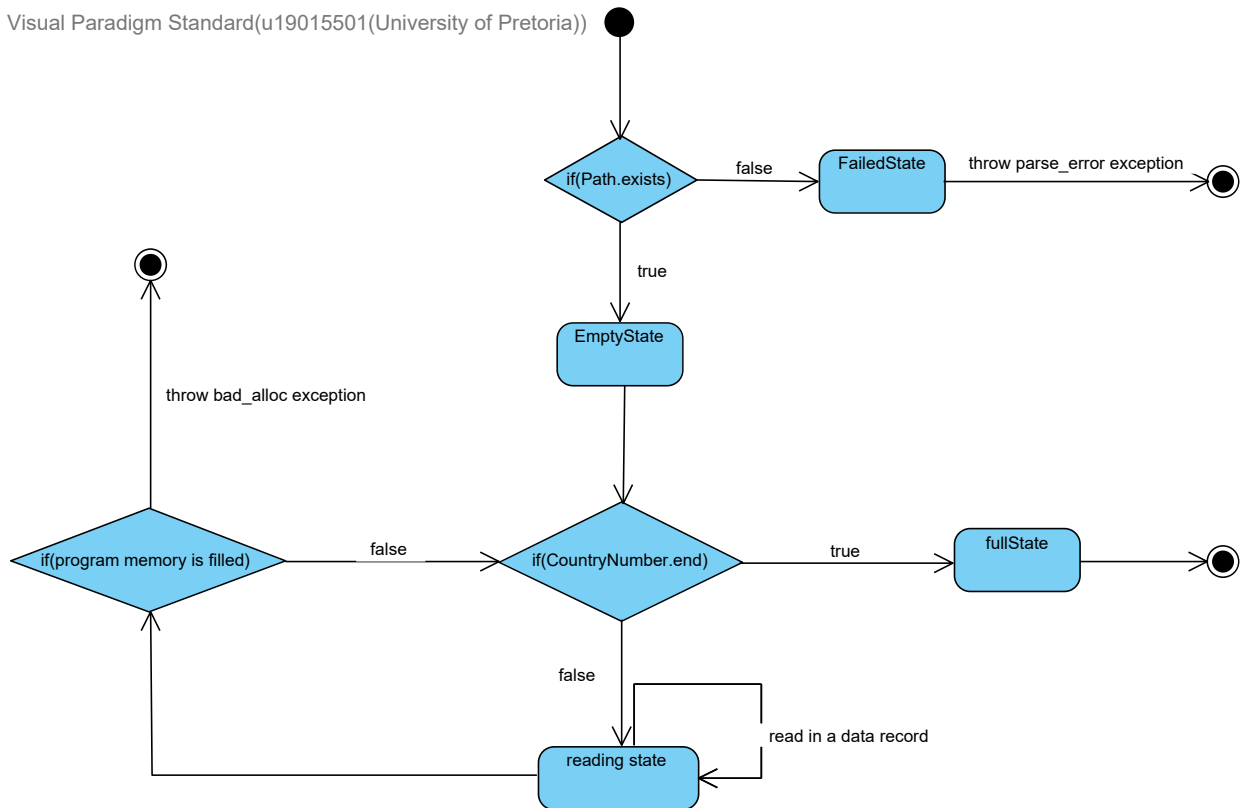 Visual Paradigm Standard(u19015501(University of Pretoria))
if(Path.exists)
false
FailedState
throw parse_error exception
true
EmptyState
throw bad_alloc exception
if(program memory is filled)
false
if(CountryNumber.end)
true
fullState
false
read in a data record
reading state